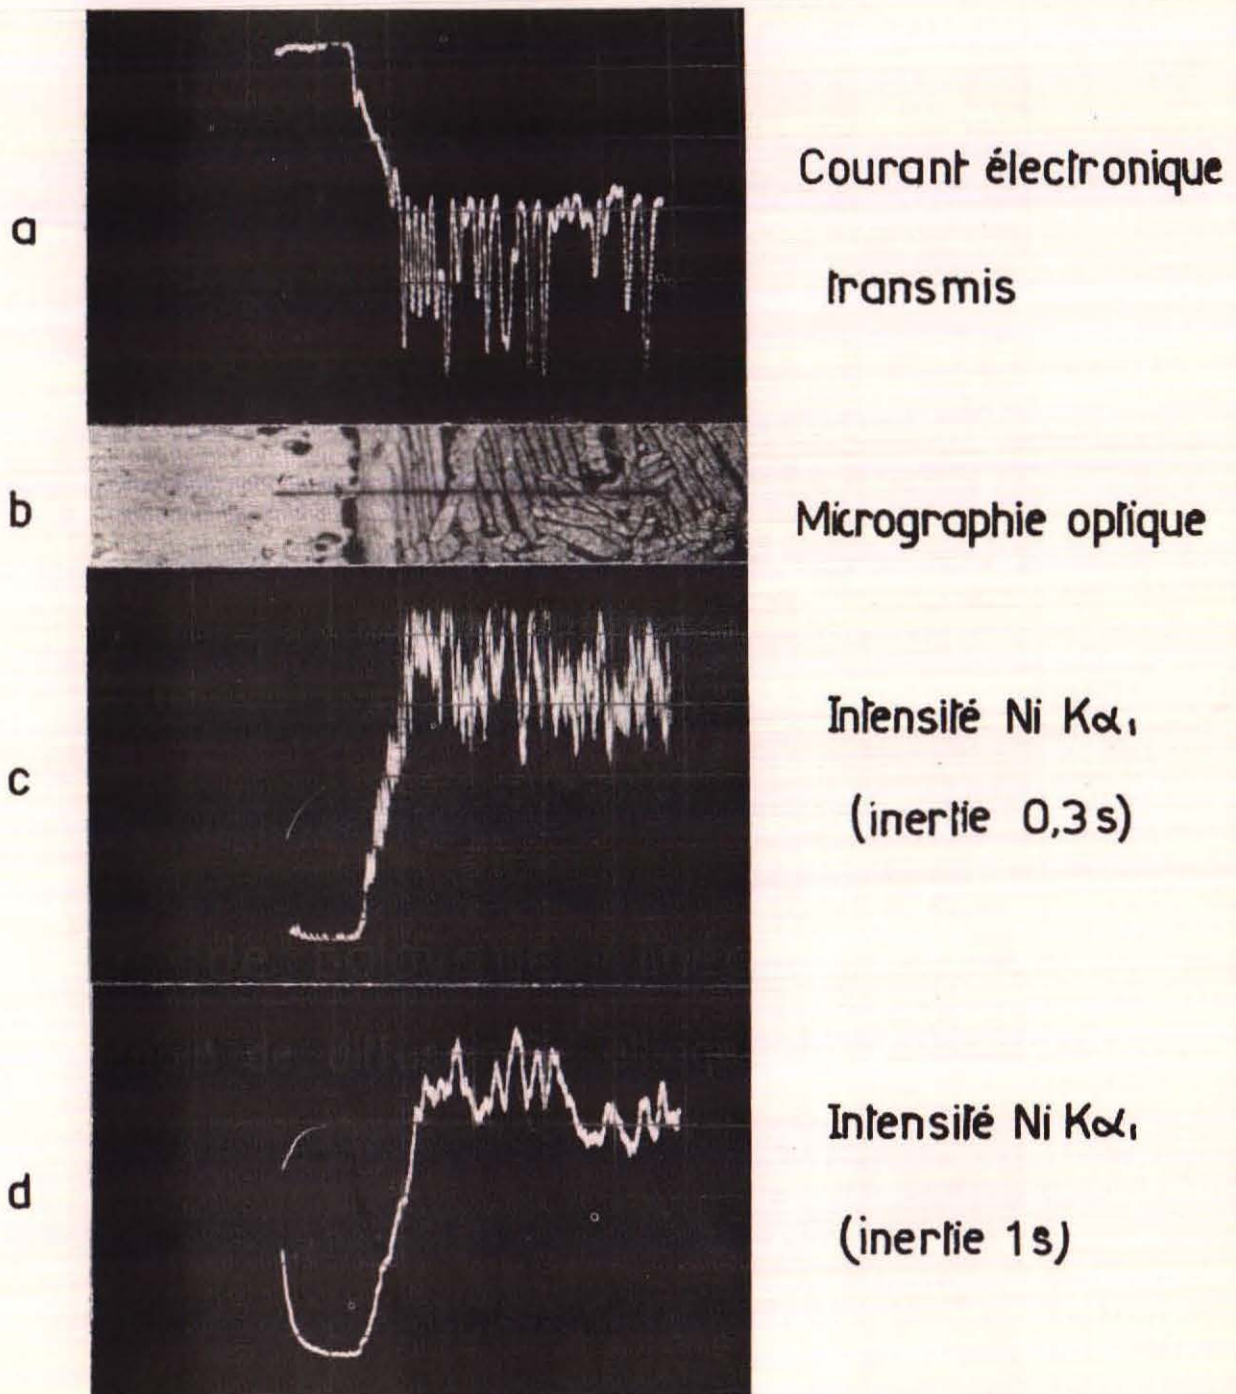 a
Courant électronique
transmis
b
Micrographie optique
c
Intensité Ni Kα₁
(inertie 0,3 s)
d
Intensité Ni Kα₁
(inertie 1 s)